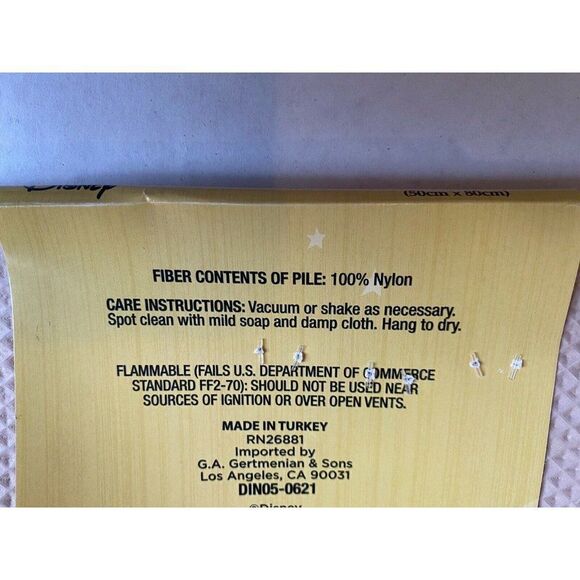 Disney
(50cm x 80cm)
FIBER CONTENTS OF PILE: 100% Nylon
CARE INSTRUCTIONS: Vacuum or shake as necessary.
Spot clean with mild soap and damp cloth. Hang to dry.
FLAMMABLE (FAILS U.S. DEPARTMENT OF COMMERCE
STANDARD FF2-70): SHOULD NOT BE USED NEAR
SOURCES OF IGNITION OR OVER OPEN VENTS.
MADE IN TURKEY
RN26881
Imported by
G.A. Gertmenian & Sons
Los Angeles, CA 90031
DIN05-0621
©Disney